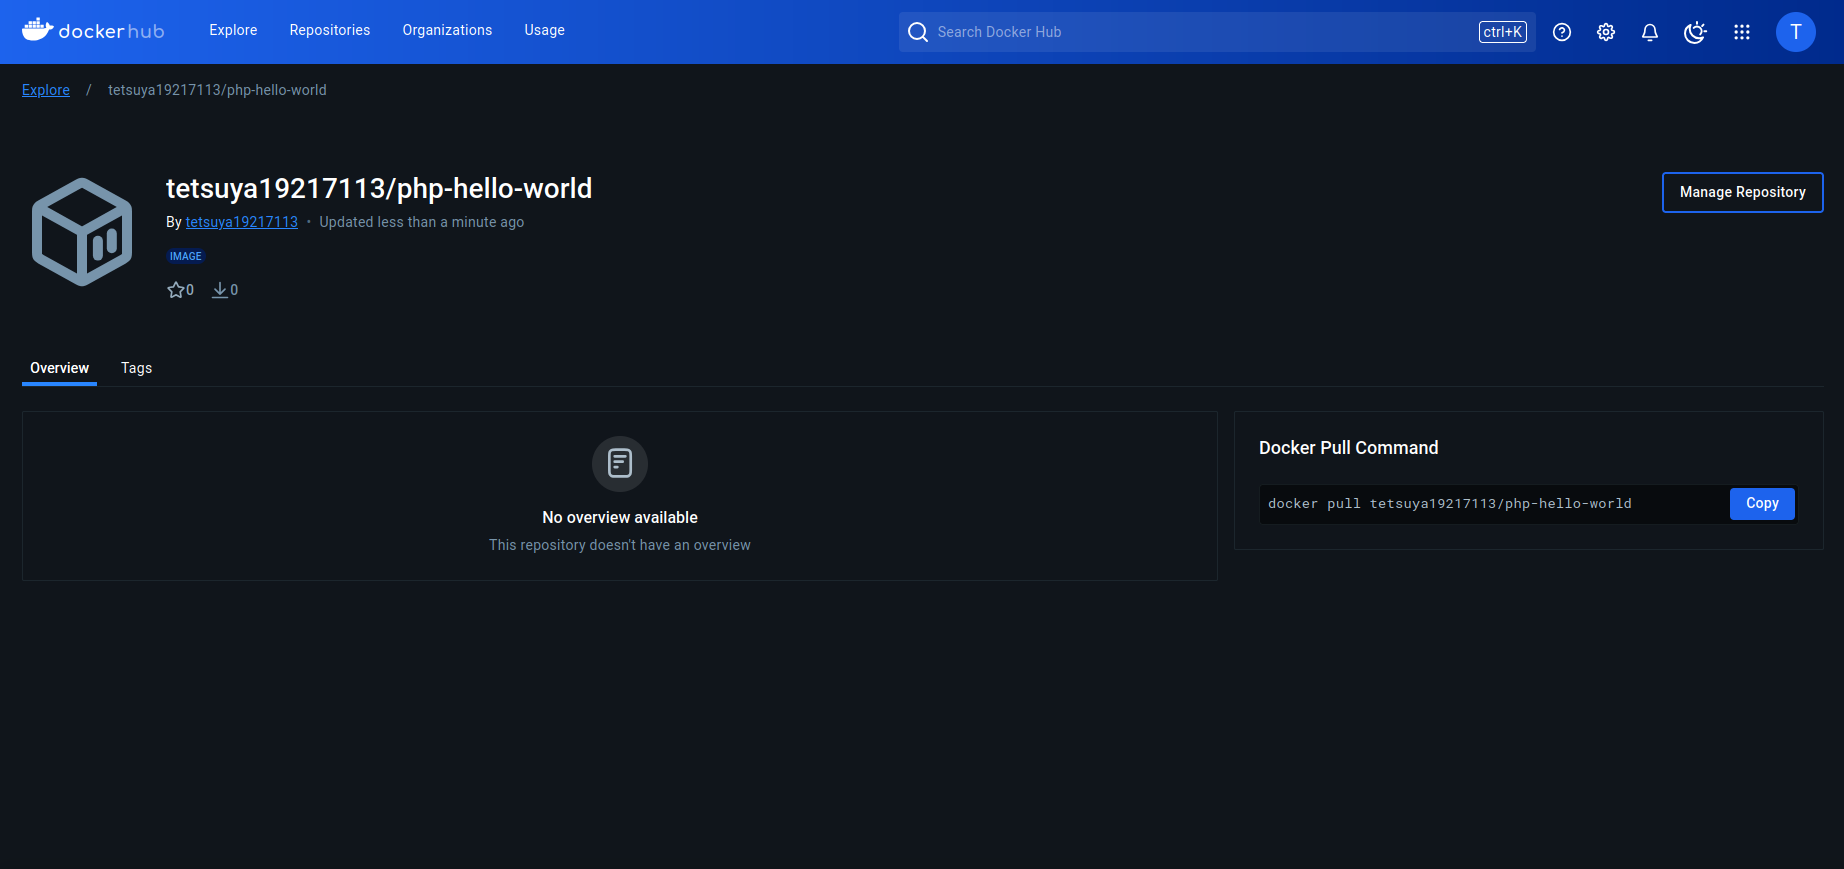 docker hub Explore Repositories Organizations Usage Search Docker Hub ctrl+K T
Explore / tetsuya19217113/php-hello-world
tetsuya19217113/php-hello-world
Manage Repository
By tetsuya19217113 • Updated less than a minute ago
IMAGE
0 0
Overview Tags
No overview available
This repository doesn't have an overview
Docker Pull Command
docker pull tetsuya19217113/php-hello-world Copy